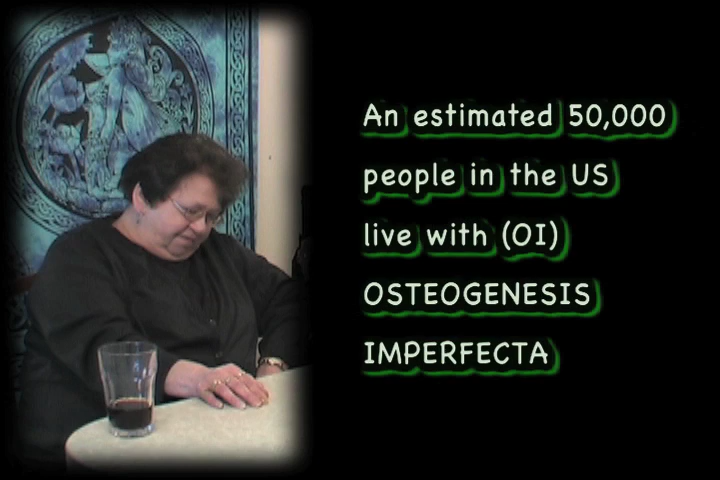 An estimated 50,000
people in the US
live with (OI)
OSTEOGENESIS
IMPERFECTA